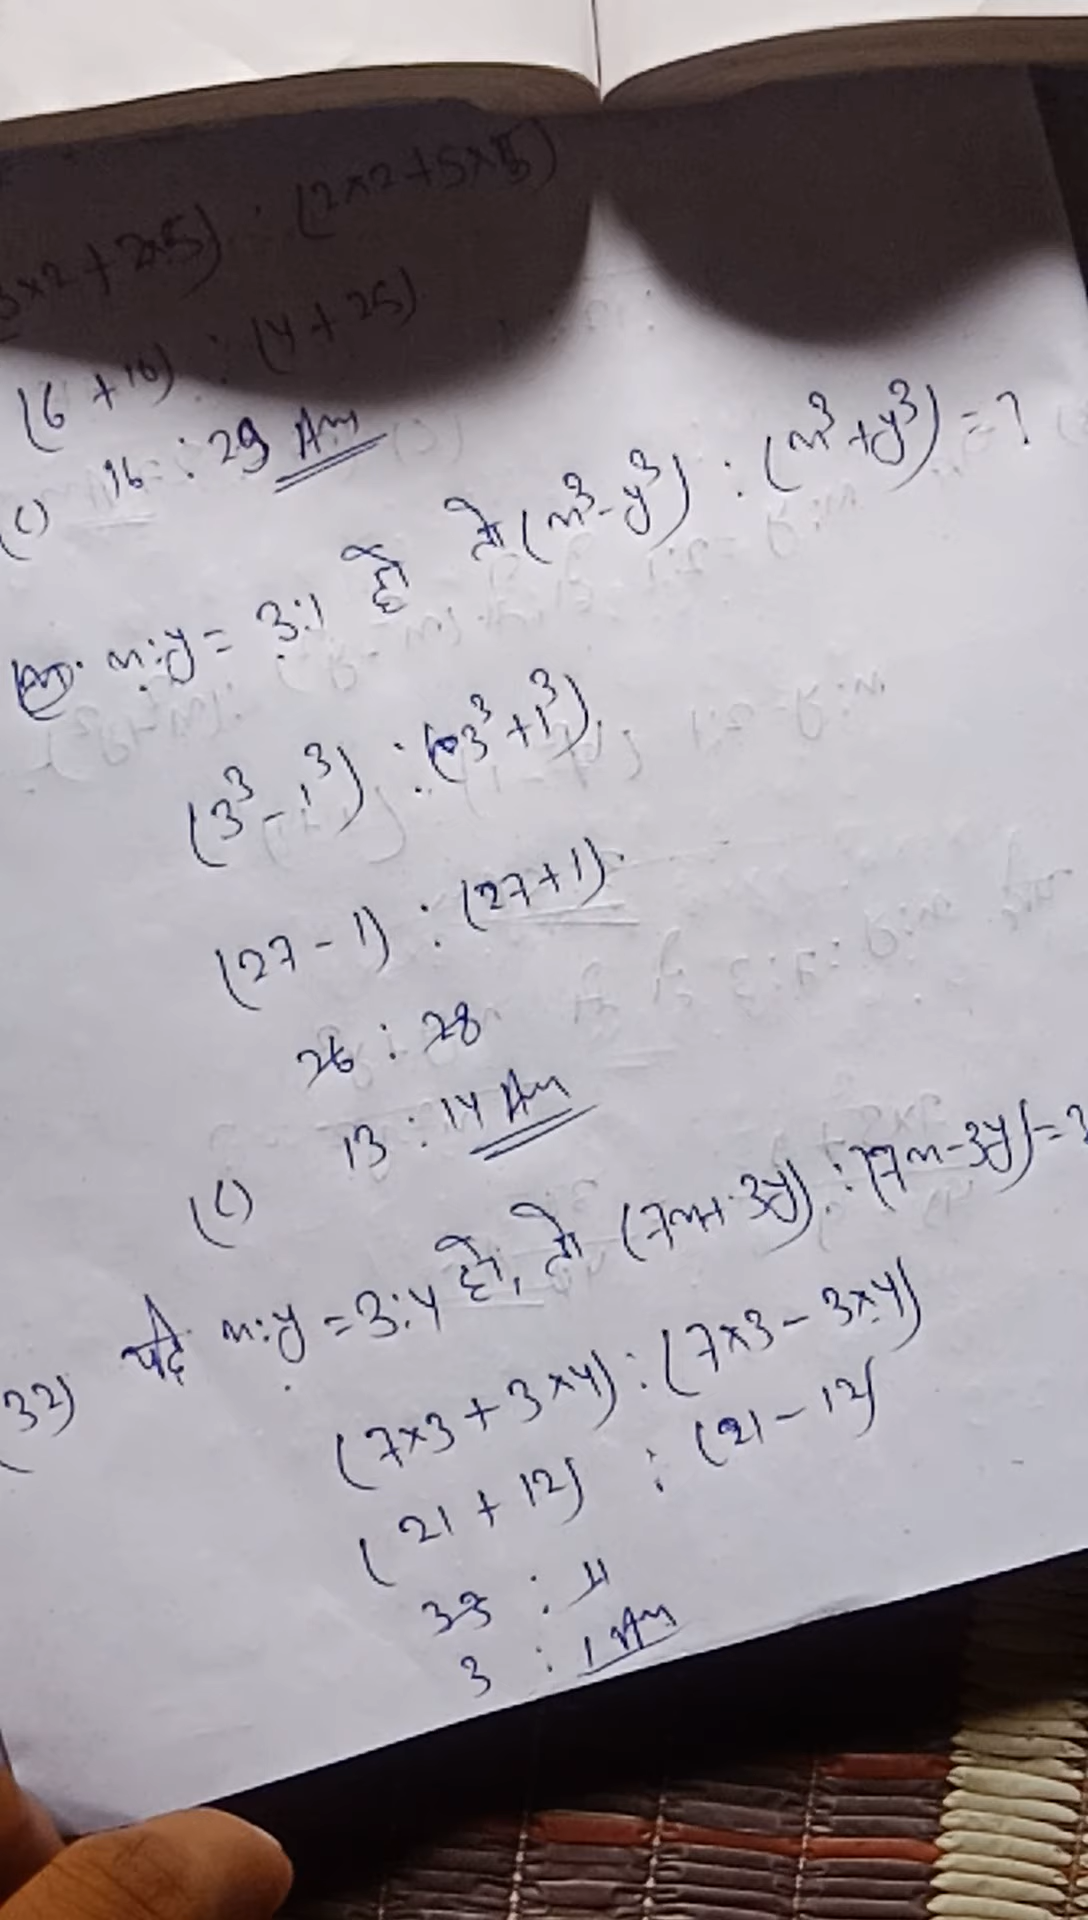 3×2+2×5) : (2×2+5×5)
(6+10) : (4+25)
(c) 16 : 29 Ans
x:y = 3:1 हो तो (x³-y³) : (x³+y³) = ?
(3³-1³) : (3³+1³)
(27-1) : (27+1)
26 : 28
(c) 13 : 14 Ans
32) यदि x:y = 3:4 हो, तो (7x+3y) : (7x-3y) = ?
(7×3+3×4) : (7×3-3×4)
(21+12) : (21-12)
33 : 11
3 : 1 Ans